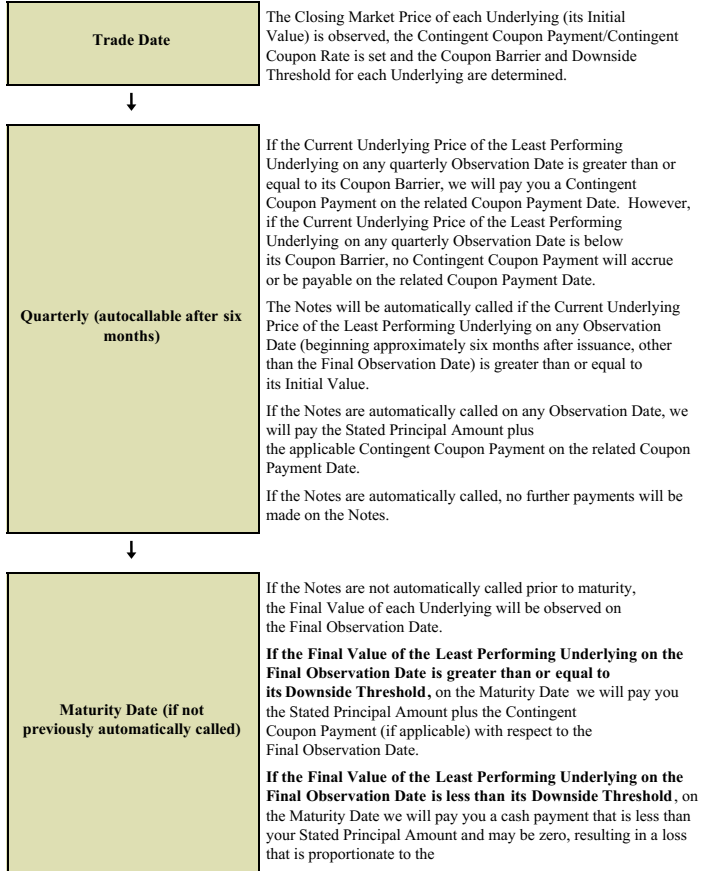 Trade Date
The Closing Market Price of each Underlying (its Initial
Value) is observed, the Contingent Coupon Payment/Contingent
Coupon Rate is set and the Coupon Barrier and Downside
Threshold for each Underlying are determined.
Quarterly (autocallable after six
months)
If the Current Underlying Price of the Least Performing
Underlying on any quarterly Observation Date is greater than or
equal to its Coupon Barrier, we will pay you a Contingent
Coupon Payment on the related Coupon Payment Date. However,
if the Current Underlying Price of the Least Performing
Underlying on any quarterly Observation Date is below
its Coupon Barrier, no Contingent Coupon Payment will accrue
or be payable on the related Coupon Payment Date.
The Notes will be automatically called if the Current Underlying
Price of the Least Performing Underlying on any Observation
Date (beginning approximately six months after issuance, other
than the Final Observation Date) is greater than or equal to
its Initial Value.
If the Notes are automatically called on any Observation Date, we
will pay the Stated Principal Amount plus
the applicable Contingent Coupon Payment on the related Coupon
Payment Date.
If the Notes are automatically called, no further payments will be
made on the Notes.
Maturity Date (if not
previously automatically called)
If the Notes are not automatically called prior to maturity,
the Final Value of each Underlying will be observed on
the Final Observation Date.
If the Final Value of the Least Performing Underlying on the
Final Observation Date is greater than or equal to
its Downside Threshold, on the Maturity Date we will pay you
the Stated Principal Amount plus the Contingent
Coupon Payment (if applicable) with respect to the
Final Observation Date.
If the Final Value of the Least Performing Underlying on the
Final Observation Date is less than its Downside Threshold, on
the Maturity Date we will pay you a cash payment that is less than
your Stated Principal Amount and may be zero, resulting in a loss
that is proportionate to the